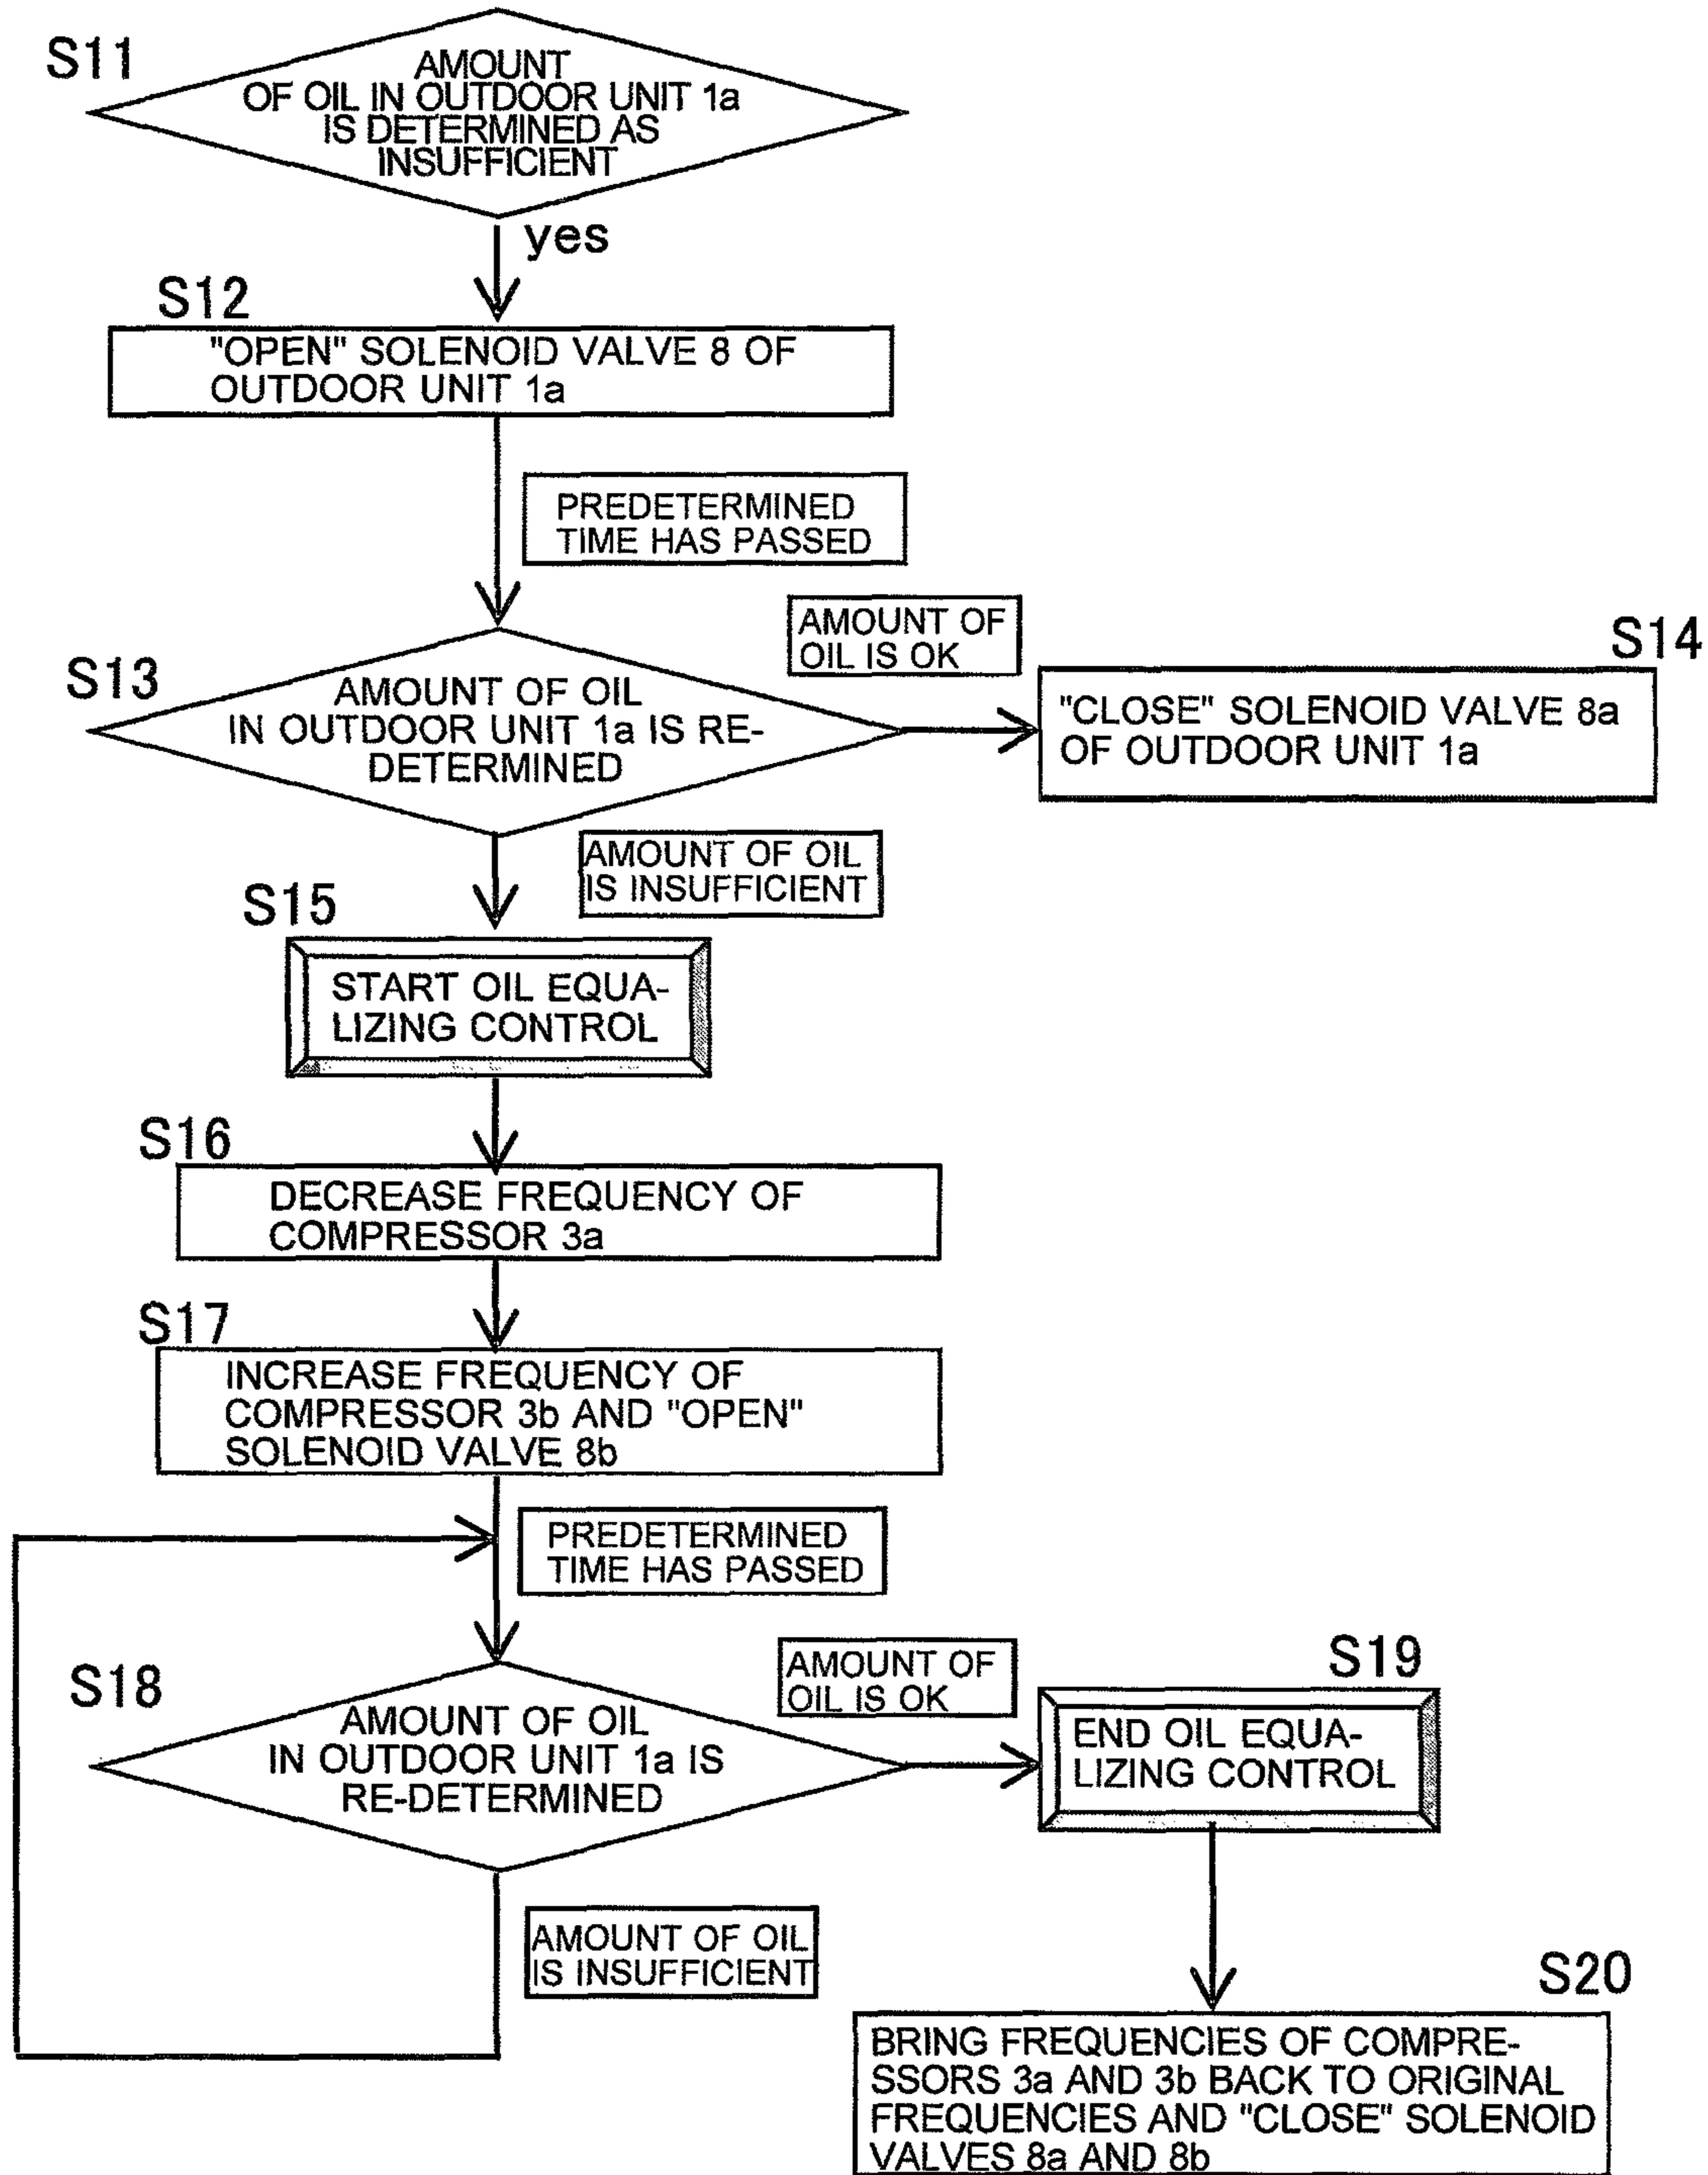 S11
AMOUNT
OF OIL IN OUTDOOR UNIT 1a
IS DETERMINED AS
INSUFFICIENT
yes
S12
"OPEN" SOLENOID VALVE 8 OF
OUTDOOR UNIT 1a
PREDETERMINED
TIME HAS PASSED
S13
AMOUNT OF OIL
IN OUTDOOR UNIT 1a IS RE-
DETERMINED
AMOUNT OF
OIL IS OK
S14
"CLOSE" SOLENOID VALVE 8a
OF OUTDOOR UNIT 1a
AMOUNT OF OIL
IS INSUFFICIENT
S15
START OIL EQUA-
LIZING CONTROL
S16
DECREASE FREQUENCY OF
COMPRESSOR 3a
S17
INCREASE FREQUENCY OF
COMPRESSOR 3b AND "OPEN"
SOLENOID VALVE 8b
PREDETERMINED
TIME HAS PASSED
S18
AMOUNT OF OIL
IN OUTDOOR UNIT 1a IS
RE-DETERMINED
AMOUNT OF
OIL IS OK
S19
END OIL EQUA-
LIZING CONTROL
AMOUNT OF OIL
IS INSUFFICIENT
S20
BRING FREQUENCIES OF COMPRE-
SSORS 3a AND 3b BACK TO ORIGINAL
FREQUENCIES AND "CLOSE" SOLENOID
VALVES 8a AND 8b